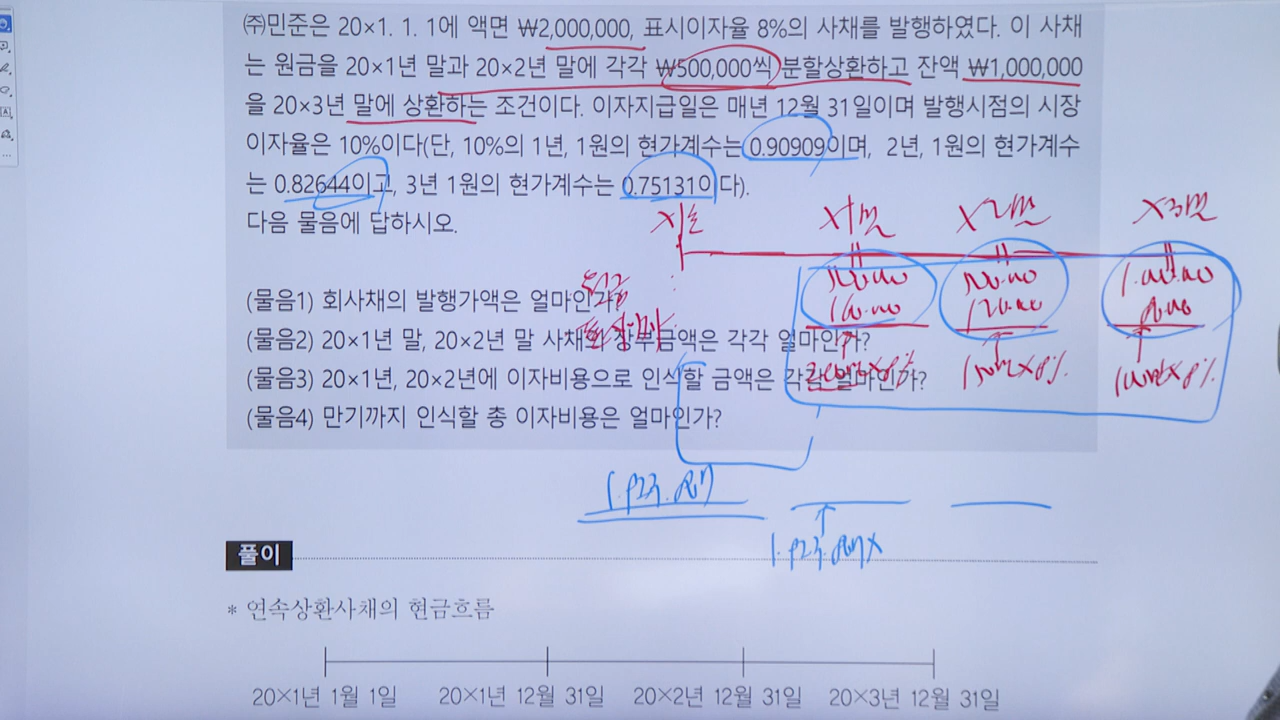 ㈜민준은 20×1. 1. 1에 액면 ₩2,000,000, 표시이자율 8%의 사채를 발행하였다. 이 사채
는 원금을 20×1년 말과 20×2년 말에 각각 ₩500,000씩 분할상환하고 잔액 ₩1,000,000
을 20×3년 말에 상환하는 조건이다. 이자지급일은 매년 12월 31일이며 발행시점의 시장
이자율은 10%이다(단, 10%의 1년, 1원의 현가계수는 0.90909이며, 2년, 1원의 현가계수
는 0.82644이고, 3년 1원의 현가계수는 0.75131이다).
다음 물음에 답하시오.
X1초 X1말 X2말 X3말
(물음1) 회사채의 발행가액은 얼마인가?
(물음2) 20×1년 말, 20×2년 말 사채의 장부금액은 각각 얼마인가?
(물음3) 20×1년, 20×2년에 이자비용으로 인식할 금액은 각각 얼마인가?
(물음4) 만기까지 인식할 총 이자비용은 얼마인가?
풀이
* 연속상환사채의 현금흐름
20×1년 1월 1일 20×1년 12월 31일 20×2년 12월 31일 20×3년 12월 31일